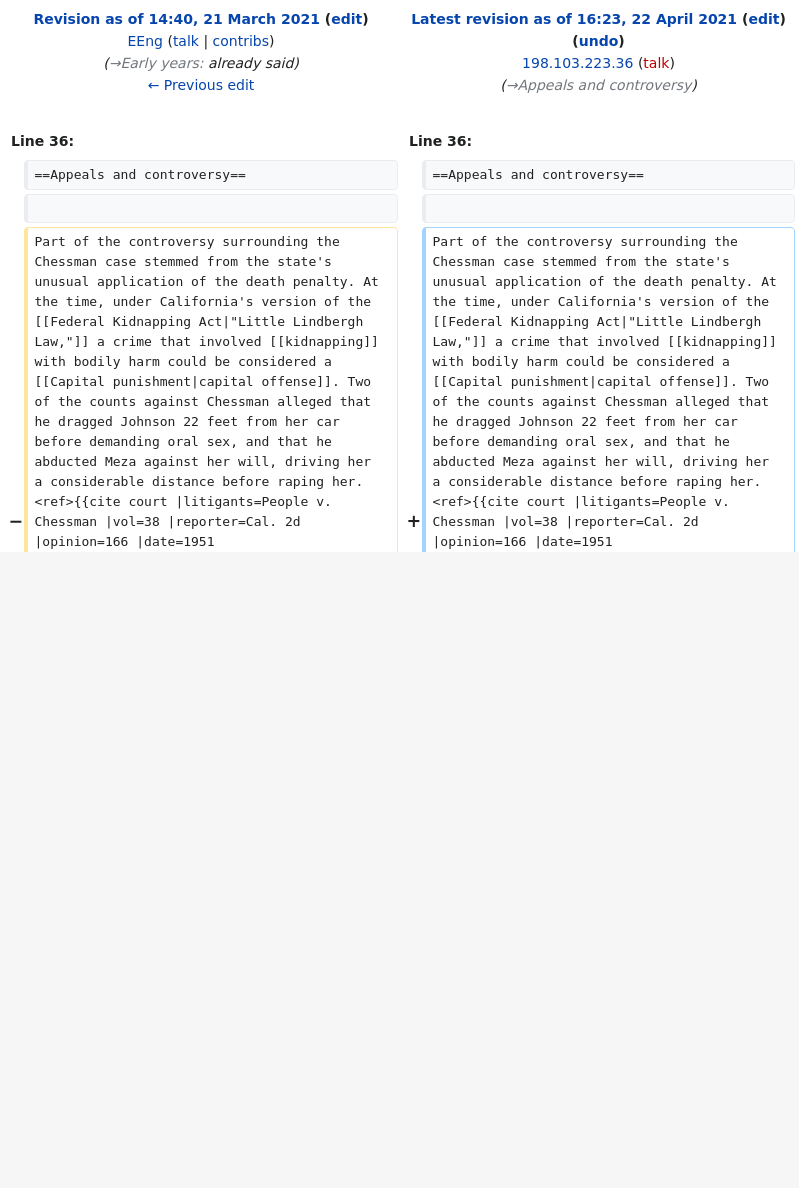 Revision as of 14:40, 21 March 2021 (edit)
EEng (talk | contribs)
(→Early years: already said)
← Previous edit
Latest revision as of 16:23, 22 April 2021 (edit)
(undo)
198.103.223.36 (talk)
(→Appeals and controversy)
Line 36:
==Appeals and controversy==
Part of the controversy surrounding the
Chessman case stemmed from the state's
unusual application of the death penalty. At
the time, under California's version of the
[[Federal Kidnapping Act|"Little Lindbergh
Law,"]] a crime that involved [[kidnapping]]
with bodily harm could be considered a
[[Capital punishment|capital offense]]. Two
of the counts against Chessman alleged that
he dragged Johnson 22 feet from her car
before demanding oral sex, and that he
abducted Meza against her will, driving her
a considerable distance before raping her.
<ref>{{cite court |litigants=People v.
− Chessman |vol=38 |reporter=Cal. 2d
|opinion=166 |date=1951
Line 36:
==Appeals and controversy==
Part of the controversy surrounding the
Chessman case stemmed from the state's
unusual application of the death penalty. At
the time, under California's version of the
[[Federal Kidnapping Act|"Little Lindbergh
Law,"]] a crime that involved [[kidnapping]]
with bodily harm could be considered a
[[Capital punishment|capital offense]]. Two
of the counts against Chessman alleged that
he dragged Johnson 22 feet from her car
before demanding oral sex, and that he
abducted Meza against her will, driving her
a considerable distance before raping her.
<ref>{{cite court |litigants=People v.
+ Chessman |vol=38 |reporter=Cal. 2d
|opinion=166 |date=1951